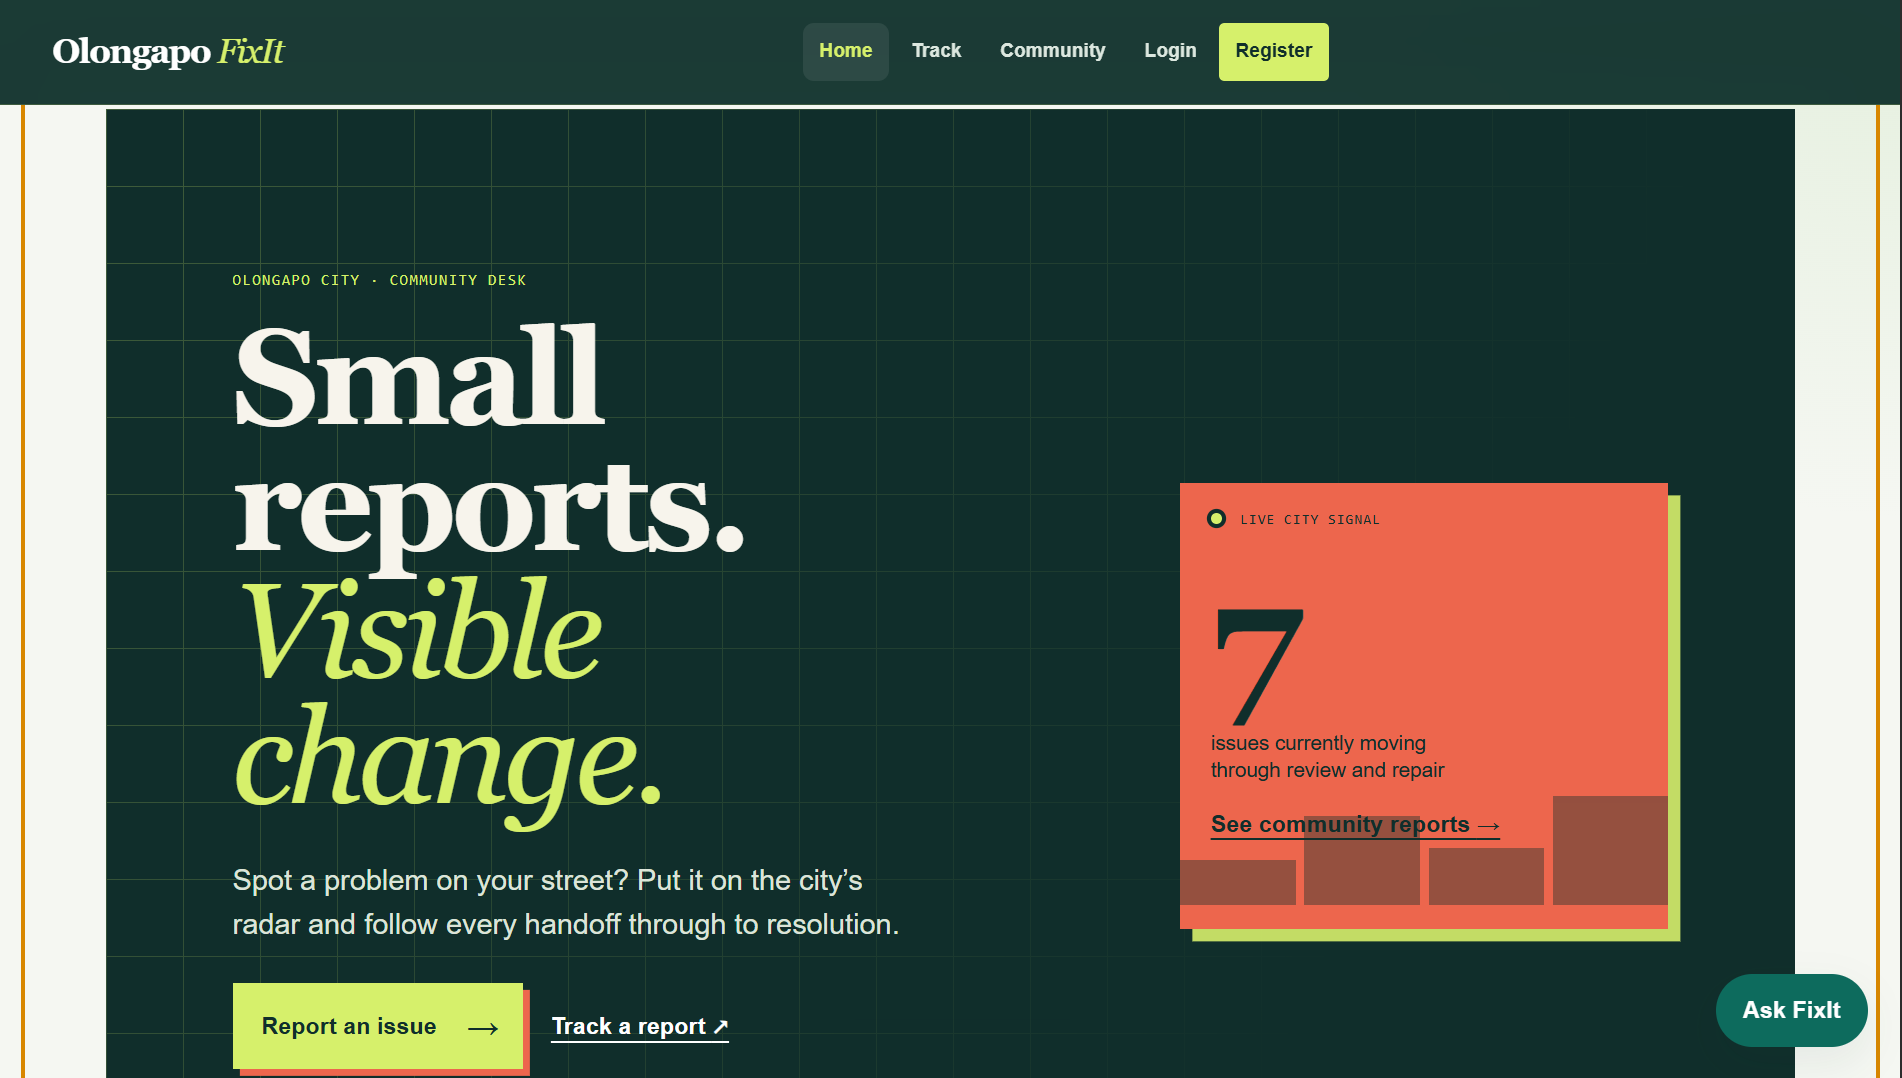 Olongapo FixIt
Home
Track
Community
Login
Register
OLONGAPO CITY · COMMUNITY DESK
Small
reports.
Visible
change.
Spot a problem on your street? Put it on the city’s
radar and follow every handoff through to resolution.
Report an issue →
Track a report ↗
LIVE CITY SIGNAL
7
issues currently moving
through review and repair
See community reports →
Ask FixIt